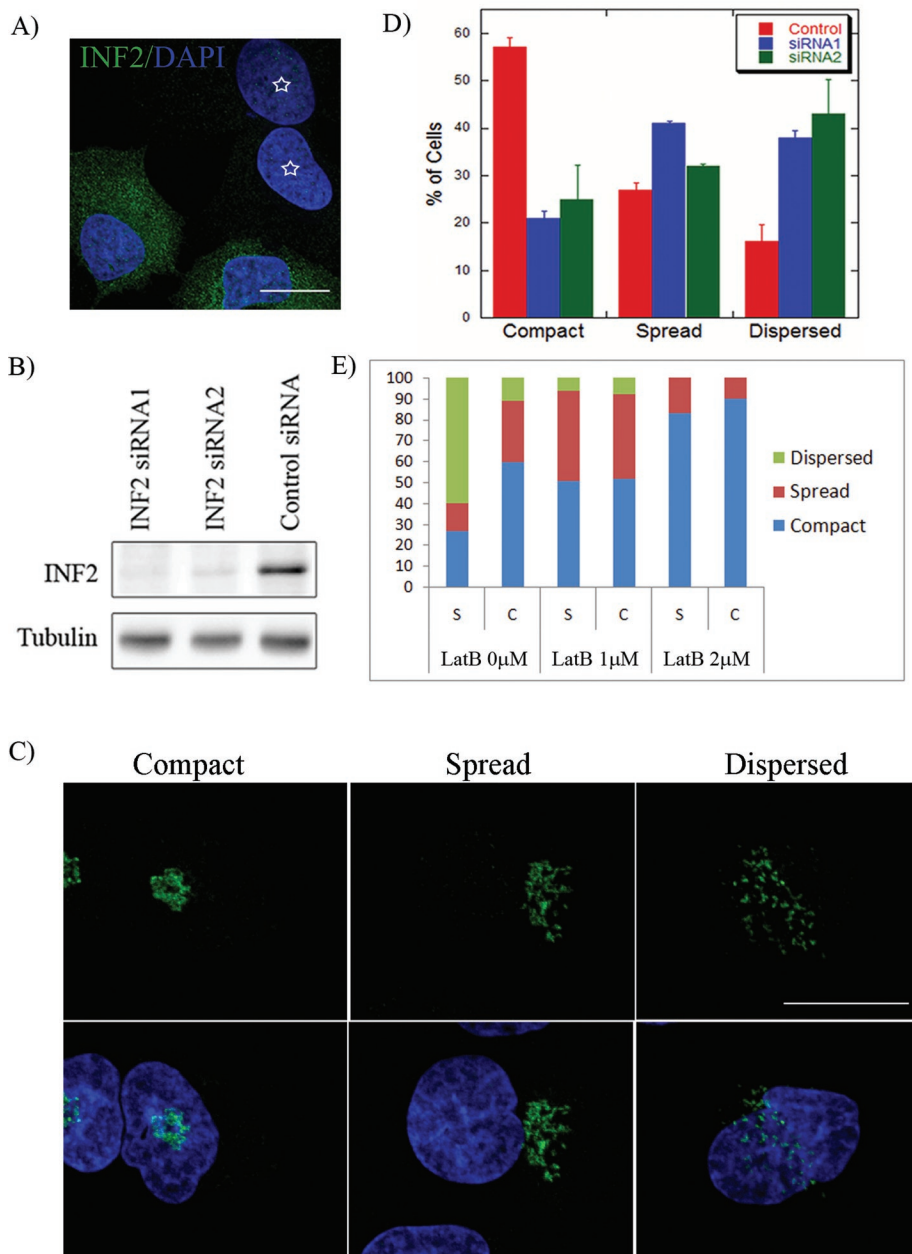 A)
INF2/DAPI
B)
INF2 siRNA1
INF2 siRNA2
Control siRNA
INF2
Tubulin
D)
% of Cells
60
50
40
30
20
10
0
Control
siRNA1
siRNA2
Compact Spread Dispersed
E)
100
90
80
70
60
50
40
30
20
10
0
S C S C S C
LatB 0μM LatB 1μM LatB 2μM
Dispersed
Spread
Compact
C)
Compact Spread Dispersed